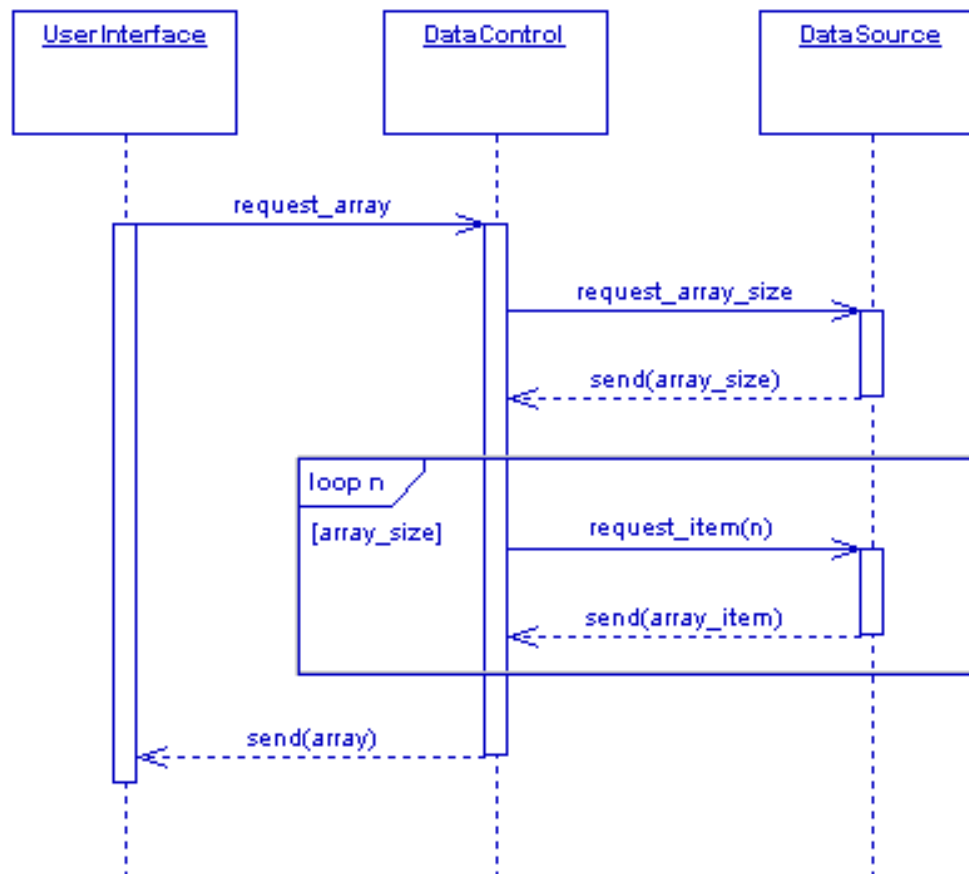 UserInterface
DataControl
DataSource
request_array
request_array_size
send(array_size)
loop n
[array_size]
request_item(n)
send(array_item)
send(array)